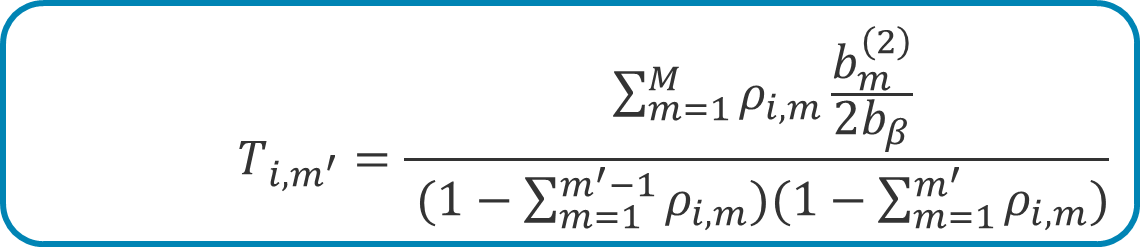 T_{i,m'} = \frac{\sum_{m=1}^{M} \rho_{i,m} \frac{b_m^{(2)}}{2b_\beta}}{(1 - \sum_{m=1}^{m'-1} \rho_{i,m})(1 - \sum_{m=1}^{m'} \rho_{i,m})}